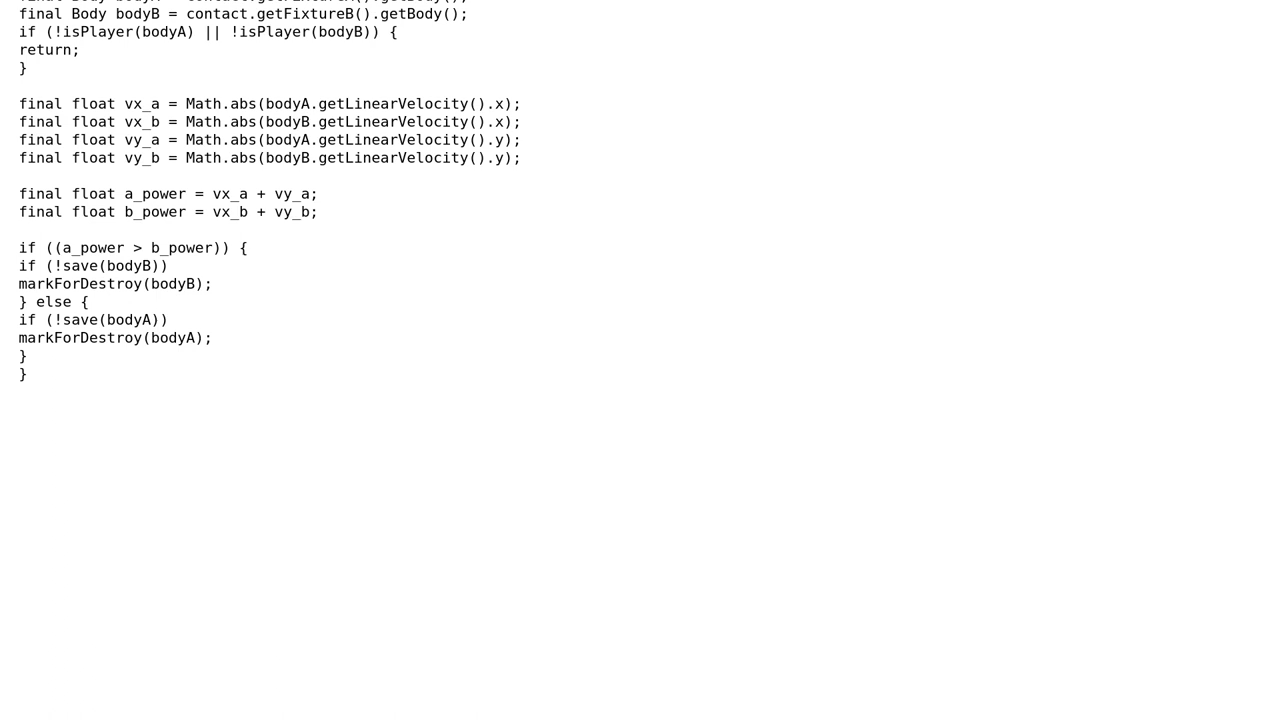 final Body bodyB = contact.getFixtureB().getBody();
if (!isPlayer(bodyA) || !isPlayer(bodyB)) {
return;
}
final float vx_a = Math.abs(bodyA.getLinearVelocity().x);
final float vx_b = Math.abs(bodyB.getLinearVelocity().x);
final float vy_a = Math.abs(bodyA.getLinearVelocity().y);
final float vy_b = Math.abs(bodyB.getLinearVelocity().y);
final float a_power = vx_a + vy_a;
final float b_power = vx_b + vy_b;
if ((a_power > b_power)) {
if (!save(bodyB))
markForDestroy(bodyB);
} else {
if (!save(bodyA))
markForDestroy(bodyA);
}
}